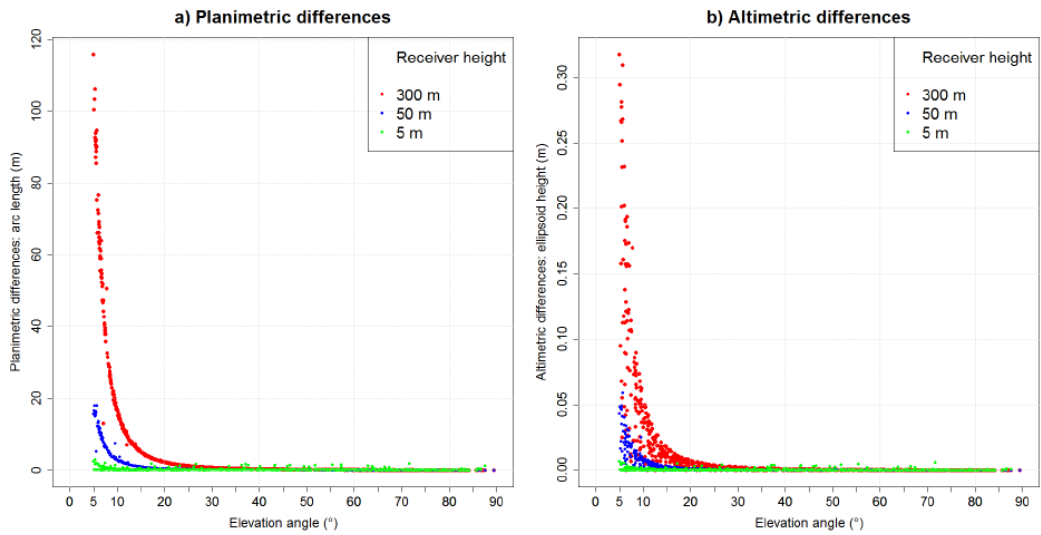 a) Planimetric differences
Planimetric differences: arc length (m)
120
100
80
60
40
20
0
Receiver height
300 m
50 m
5 m
0 5 10 20 30 40 50 60 70 80 90
Elevation angle (°)
b) Altimetric differences
Altimetric differences: ellipsoid height (m)
0.30
0.25
0.20
0.15
0.10
0.05
0.00
Receiver height
300 m
50 m
5 m
0 5 10 20 30 40 50 60 70 80 90
Elevation angle (°)